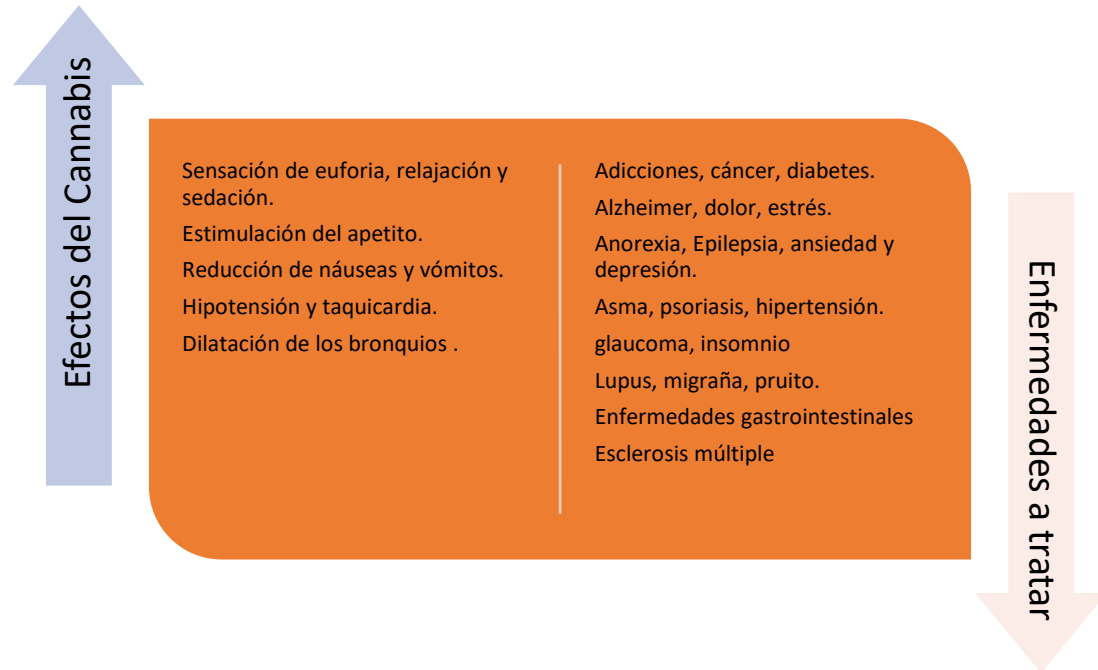 Efectos del Cannabis
Sensación de euforia, relajación y
sedación.
Estimulación del apetito.
Reducción de náuseas y vómitos.
Hipotensión y taquicardia.
Dilatación de los bronquios .
Adicciones, cáncer, diabetes.
Alzheimer, dolor, estrés.
Anorexia, Epilepsia, ansiedad y
depresión.
Asma, psoriasis, hipertensión.
glaucoma, insomnio
Lupus, migraña, pruito.
Enfermedades gastrointestinales
Esclerosis múltiple
Enfermedades a tratar